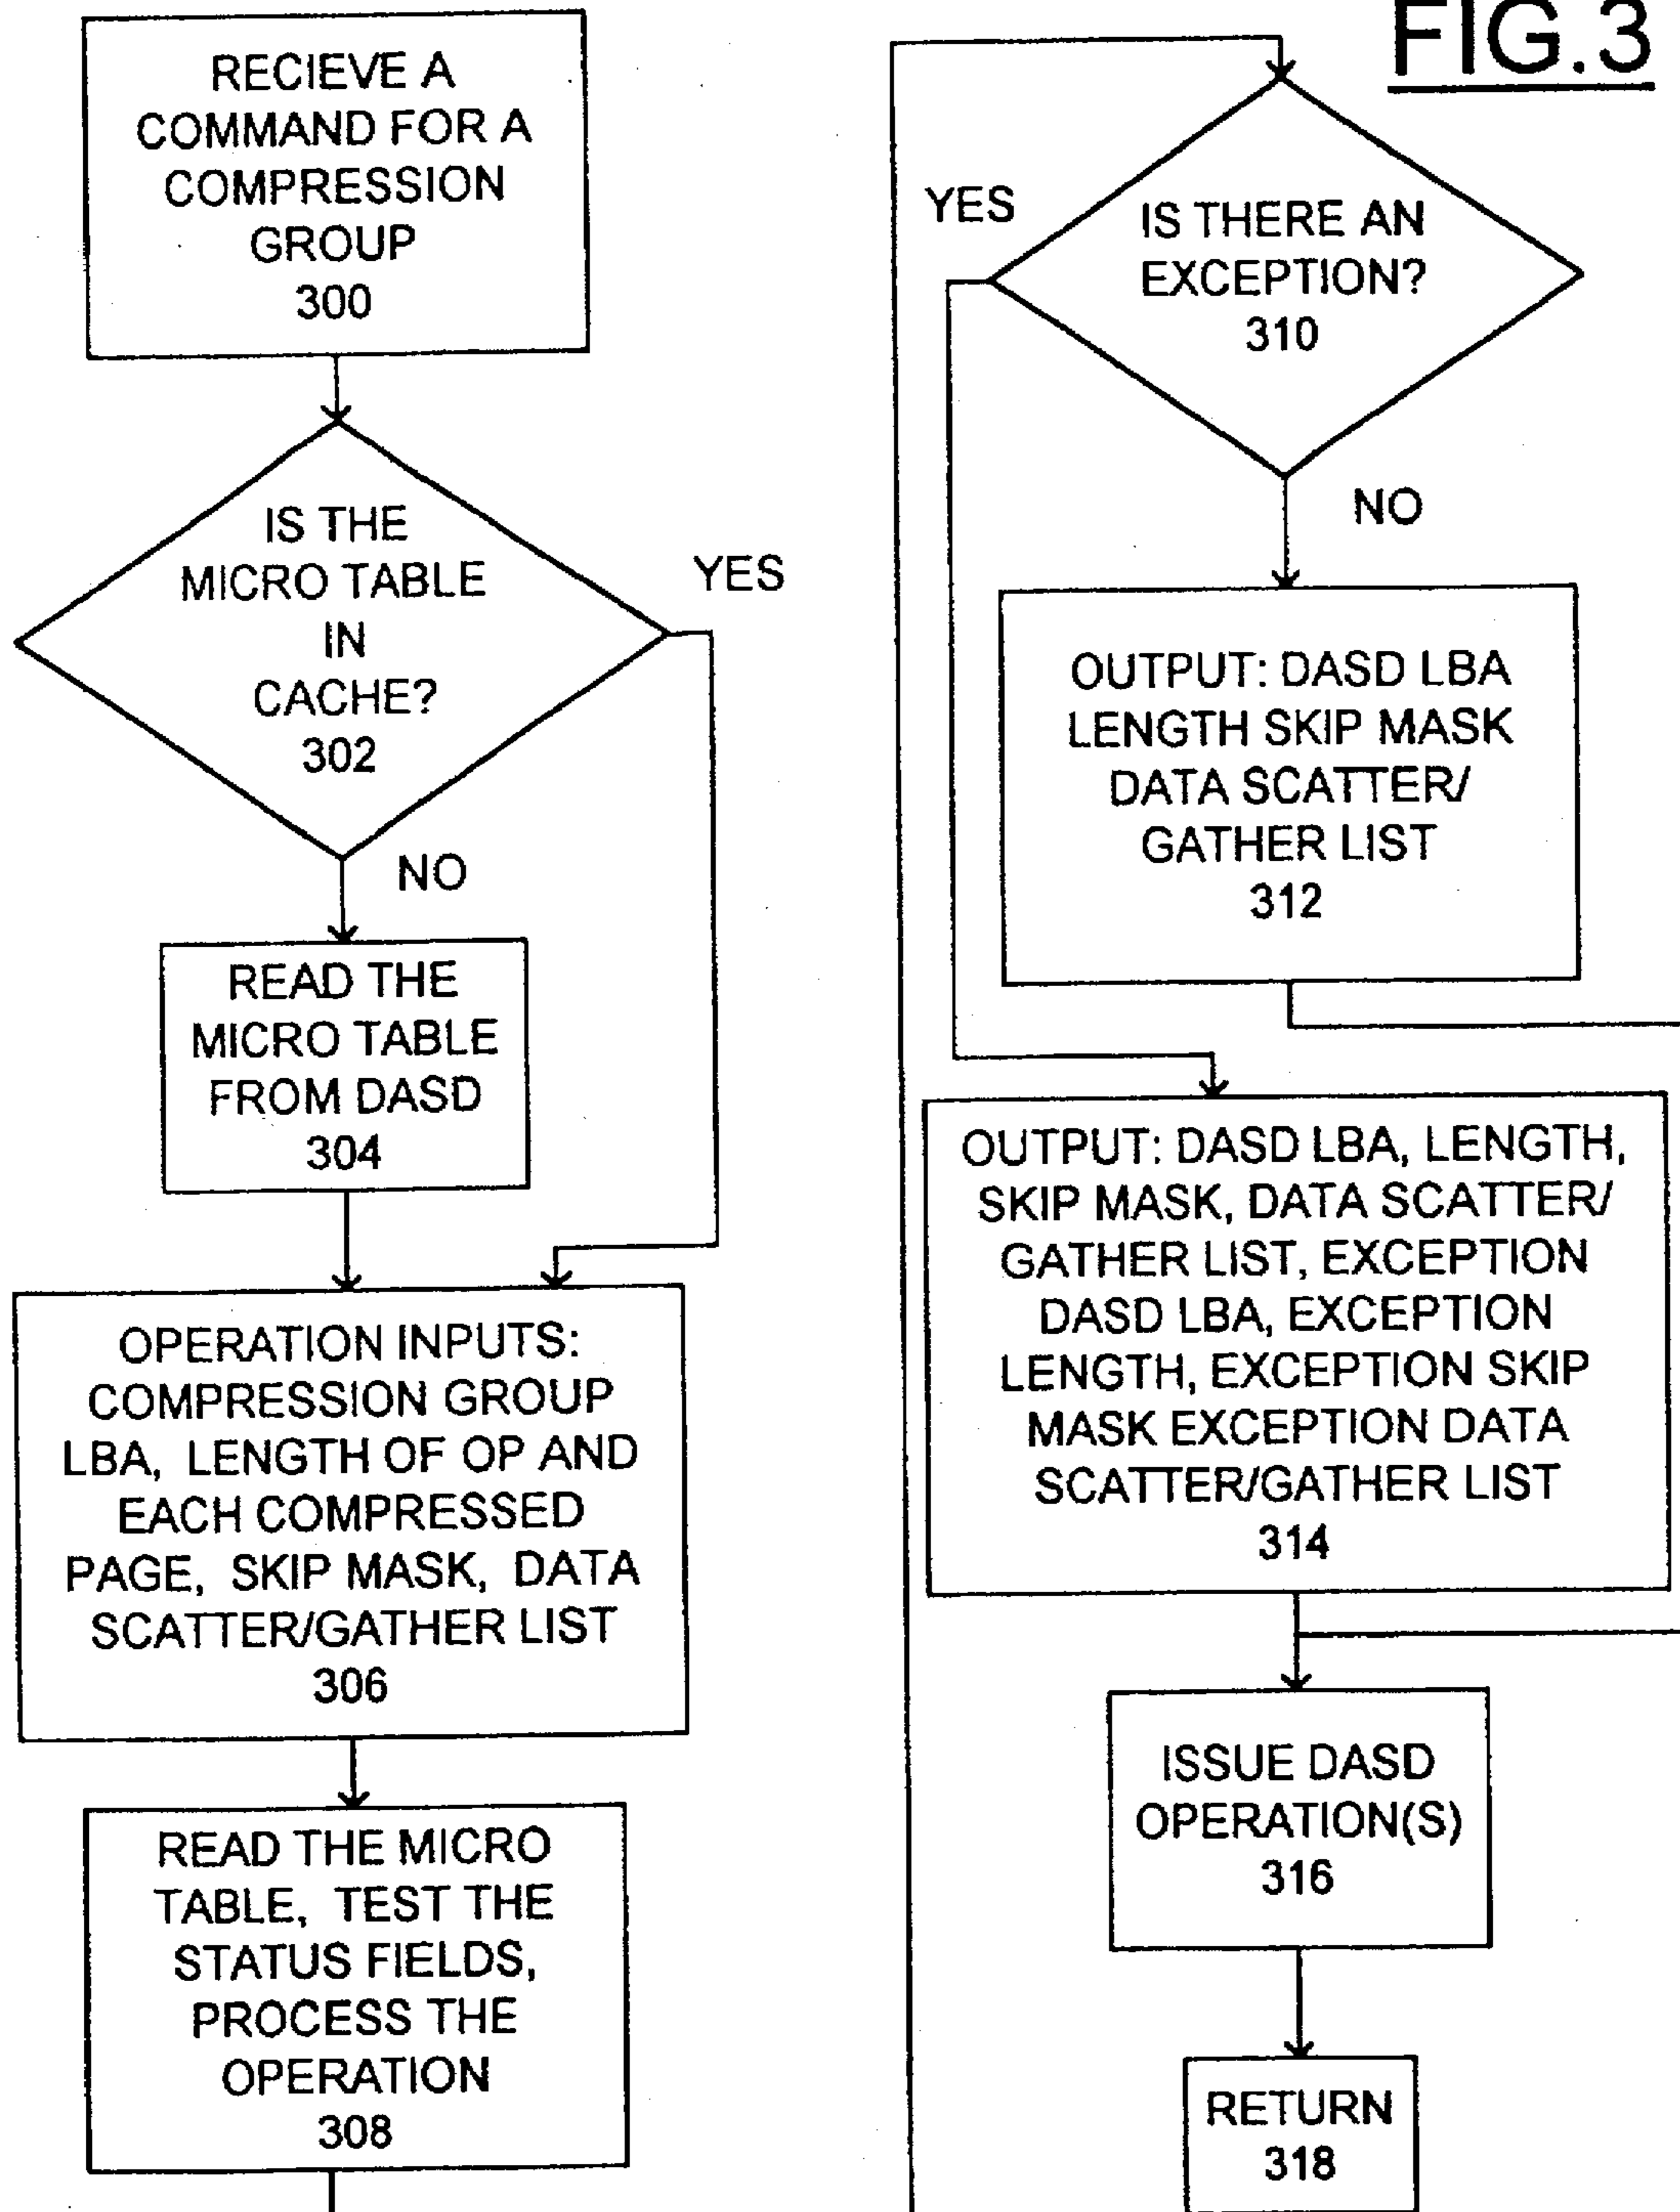 FIG.3
RECIEVE A
COMMAND FOR A
COMPRESSION
GROUP
300
IS THE
MICRO TABLE
IN
CACHE?
302
YES
NO
READ THE
MICRO TABLE
FROM DASD
304
OPERATION INPUTS:
COMPRESSION GROUP
LBA, LENGTH OF OP AND
EACH COMPRESSED
PAGE, SKIP MASK, DATA
SCATTER/GATHER LIST
306
READ THE MICRO
TABLE, TEST THE
STATUS FIELDS,
PROCESS THE
OPERATION
308
YES
IS THERE AN
EXCEPTION?
310
NO
OUTPUT: DASD LBA
LENGTH SKIP MASK
DATA SCATTER/
GATHER LIST
312
OUTPUT: DASD LBA, LENGTH,
SKIP MASK, DATA SCATTER/
GATHER LIST, EXCEPTION
DASD LBA, EXCEPTION
LENGTH, EXCEPTION SKIP
MASK EXCEPTION DATA
SCATTER/GATHER LIST
314
ISSUE DASD
OPERATION(S)
316
RETURN
318